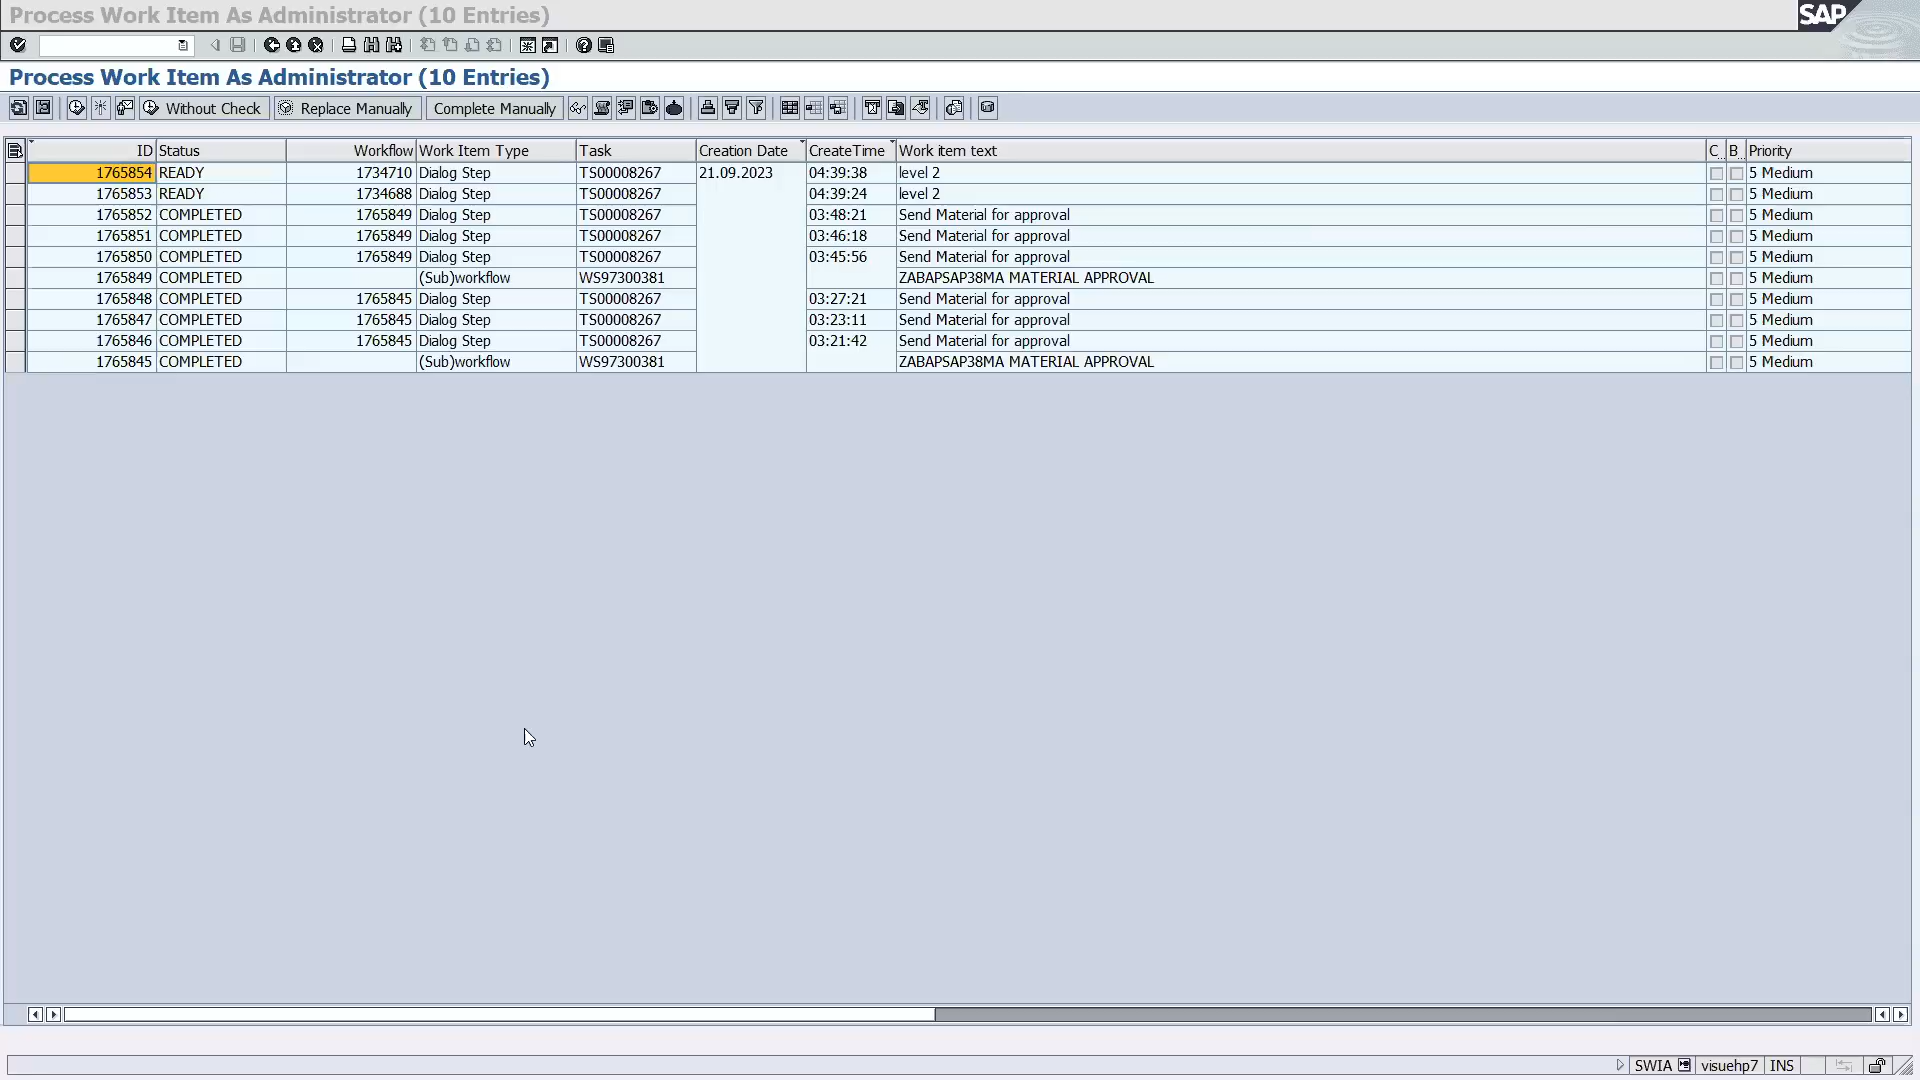 Process Work Item As Administrator (10 Entries)
SAP
Process Work Item As Administrator (10 Entries)
Without Check Replace Manually Complete Manually
ID Status Workflow Work Item Type Task Creation Date CreateTime Work item text C.. B.. Priority
1765854 READY 1734710 Dialog Step TS00008267 21.09.2023 04:39:38 level 2 5 Medium
1765853 READY 1734688 Dialog Step TS00008267 04:39:24 level 2 5 Medium
1765852 COMPLETED 1765849 Dialog Step TS00008267 03:48:21 Send Material for approval 5 Medium
1765851 COMPLETED 1765849 Dialog Step TS00008267 03:46:18 Send Material for approval 5 Medium
1765850 COMPLETED 1765849 Dialog Step TS00008267 03:45:56 Send Material for approval 5 Medium
1765849 COMPLETED (Sub)workflow WS97300381 ZABAPSAP38MA MATERIAL APPROVAL 5 Medium
1765848 COMPLETED 1765845 Dialog Step TS00008267 03:27:21 Send Material for approval 5 Medium
1765847 COMPLETED 1765845 Dialog Step TS00008267 03:23:11 Send Material for approval 5 Medium
1765846 COMPLETED 1765845 Dialog Step TS00008267 03:21:42 Send Material for approval 5 Medium
1765845 COMPLETED (Sub)workflow WS97300381 ZABAPSAP38MA MATERIAL APPROVAL 5 Medium
SWIA visuehp7 INS